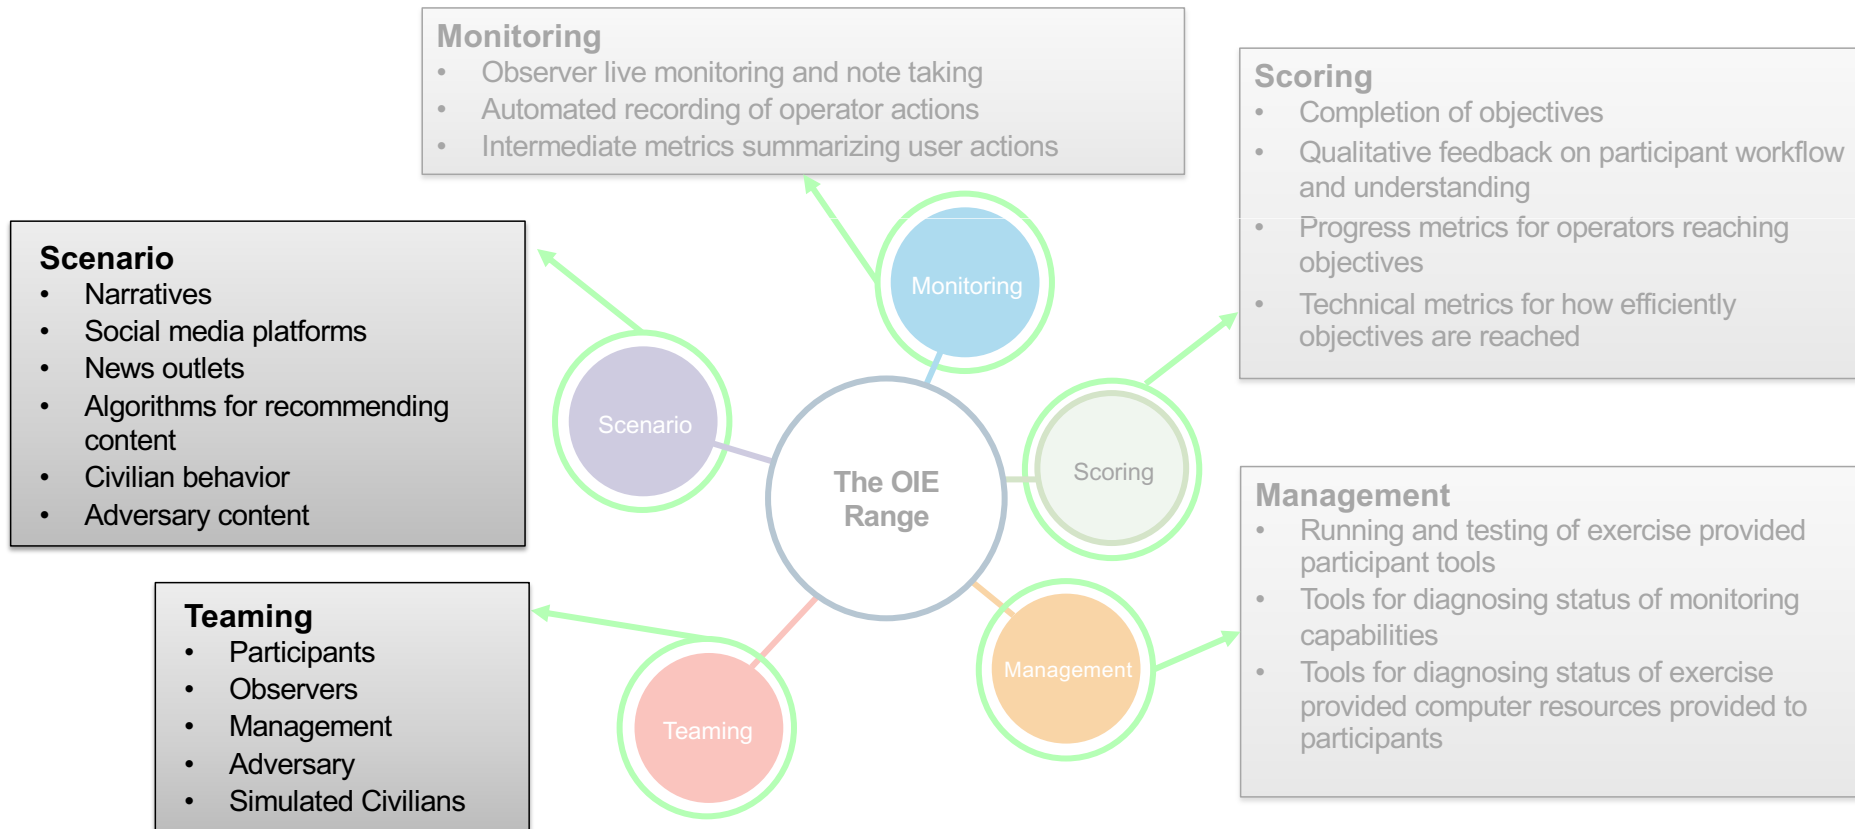 Monitoring
• Observer live monitoring and note taking
• Automated recording of operator actions
• Intermediate metrics summarizing user actions
Scoring
• Completion of objectives
• Qualitative feedback on participant workflow
and understanding
• Progress metrics for operators reaching
objectives
• Technical metrics for how efficiently
objectives are reached
Scenario
• Narratives
• Social media platforms
• News outlets
• Algorithms for recommending
content
• Civilian behavior
• Adversary content
Monitoring
Scenario
The OIE
Range
Scoring
Management
Teaming
Management
• Running and testing of exercise provided
participant tools
• Tools for diagnosing status of monitoring
capabilities
• Tools for diagnosing status of exercise
provided computer resources provided to
participants
Teaming
• Participants
• Observers
• Management
• Adversary
• Simulated Civilians